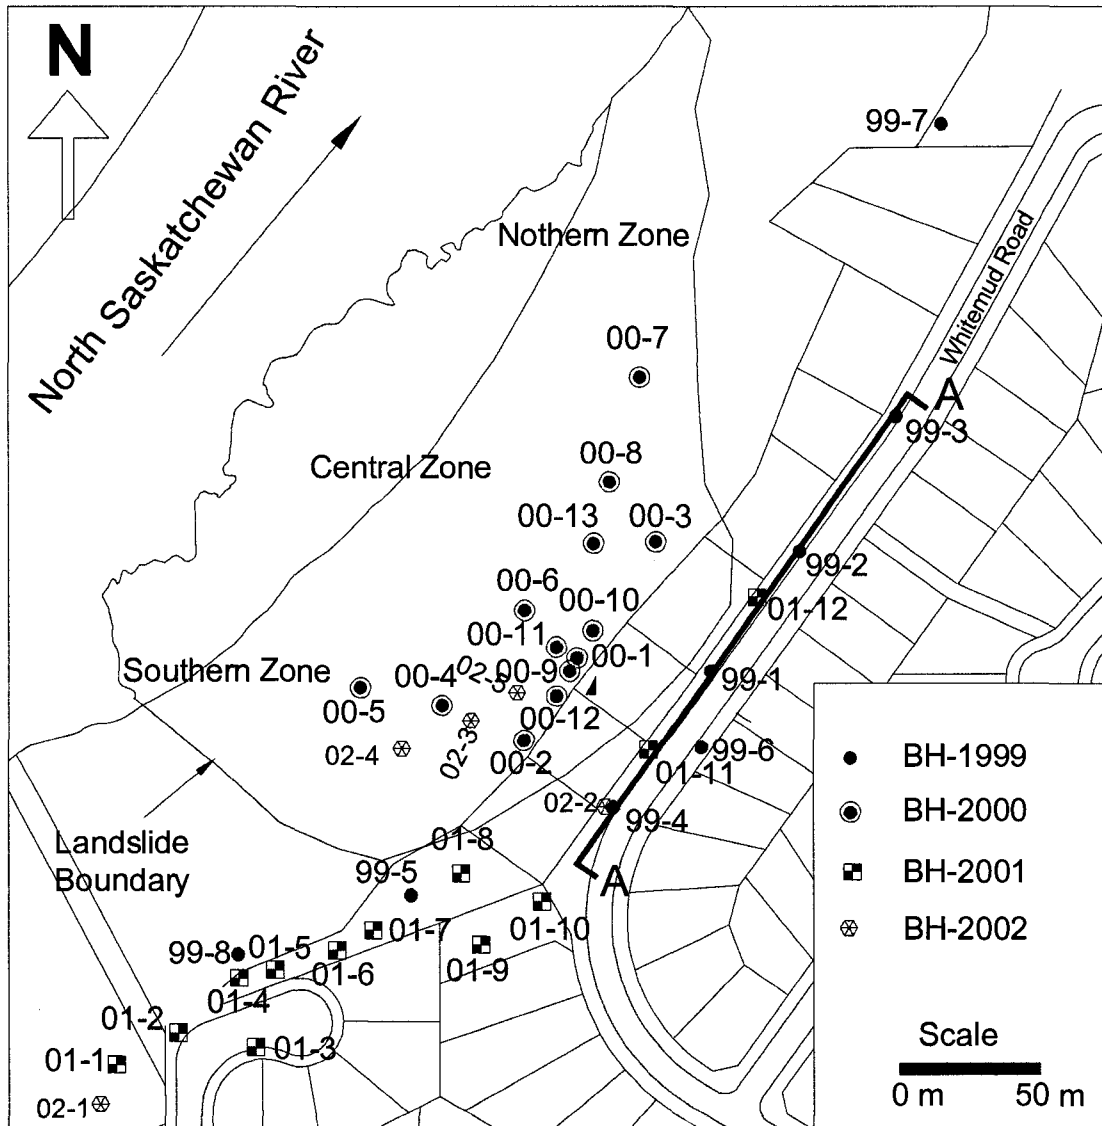 N
North Saskatchewan River
99-7
Nothern Zone
Whitemud Road
00-7
A
99-3
Central Zone
00-8
00-13
00-3
99-2
00-6
00-10
01-12
00-11
00-1
Southern Zone
00-4
02-5
00-9
99-1
00-5
00-12
02-4
02-3
00-2
99-6
01-11
02-2
99-4
Landslide
Boundary
01-8
99-5
A
01-10
01-7
99-8
01-5
01-6
01-9
01-4
01-2
01-3
01-1
02-1
BH-1999
BH-2000
BH-2001
BH-2002
Scale
0 m 50 m